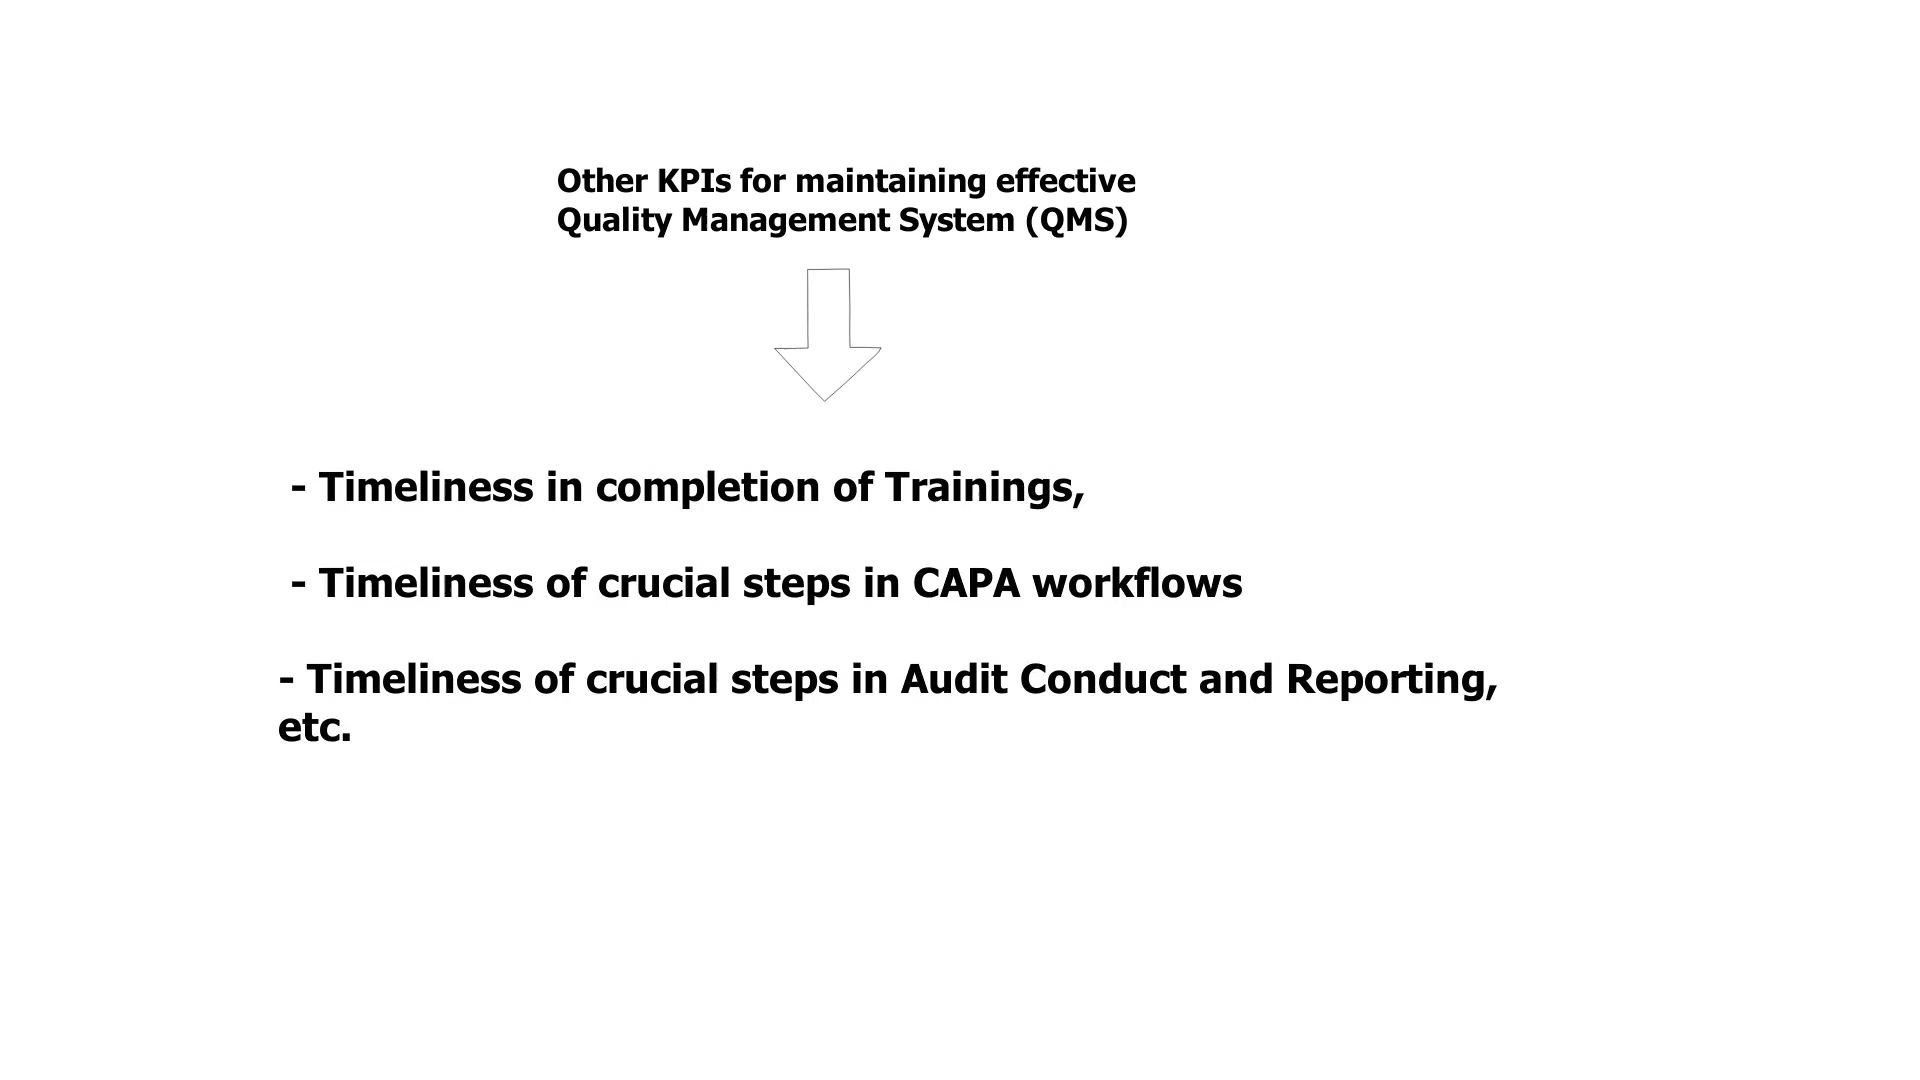 Other KPIs for maintaining effective
Quality Management System (QMS)
- Timeliness in completion of Trainings,
- Timeliness of crucial steps in CAPA workflows
- Timeliness of crucial steps in Audit Conduct and Reporting,
etc.